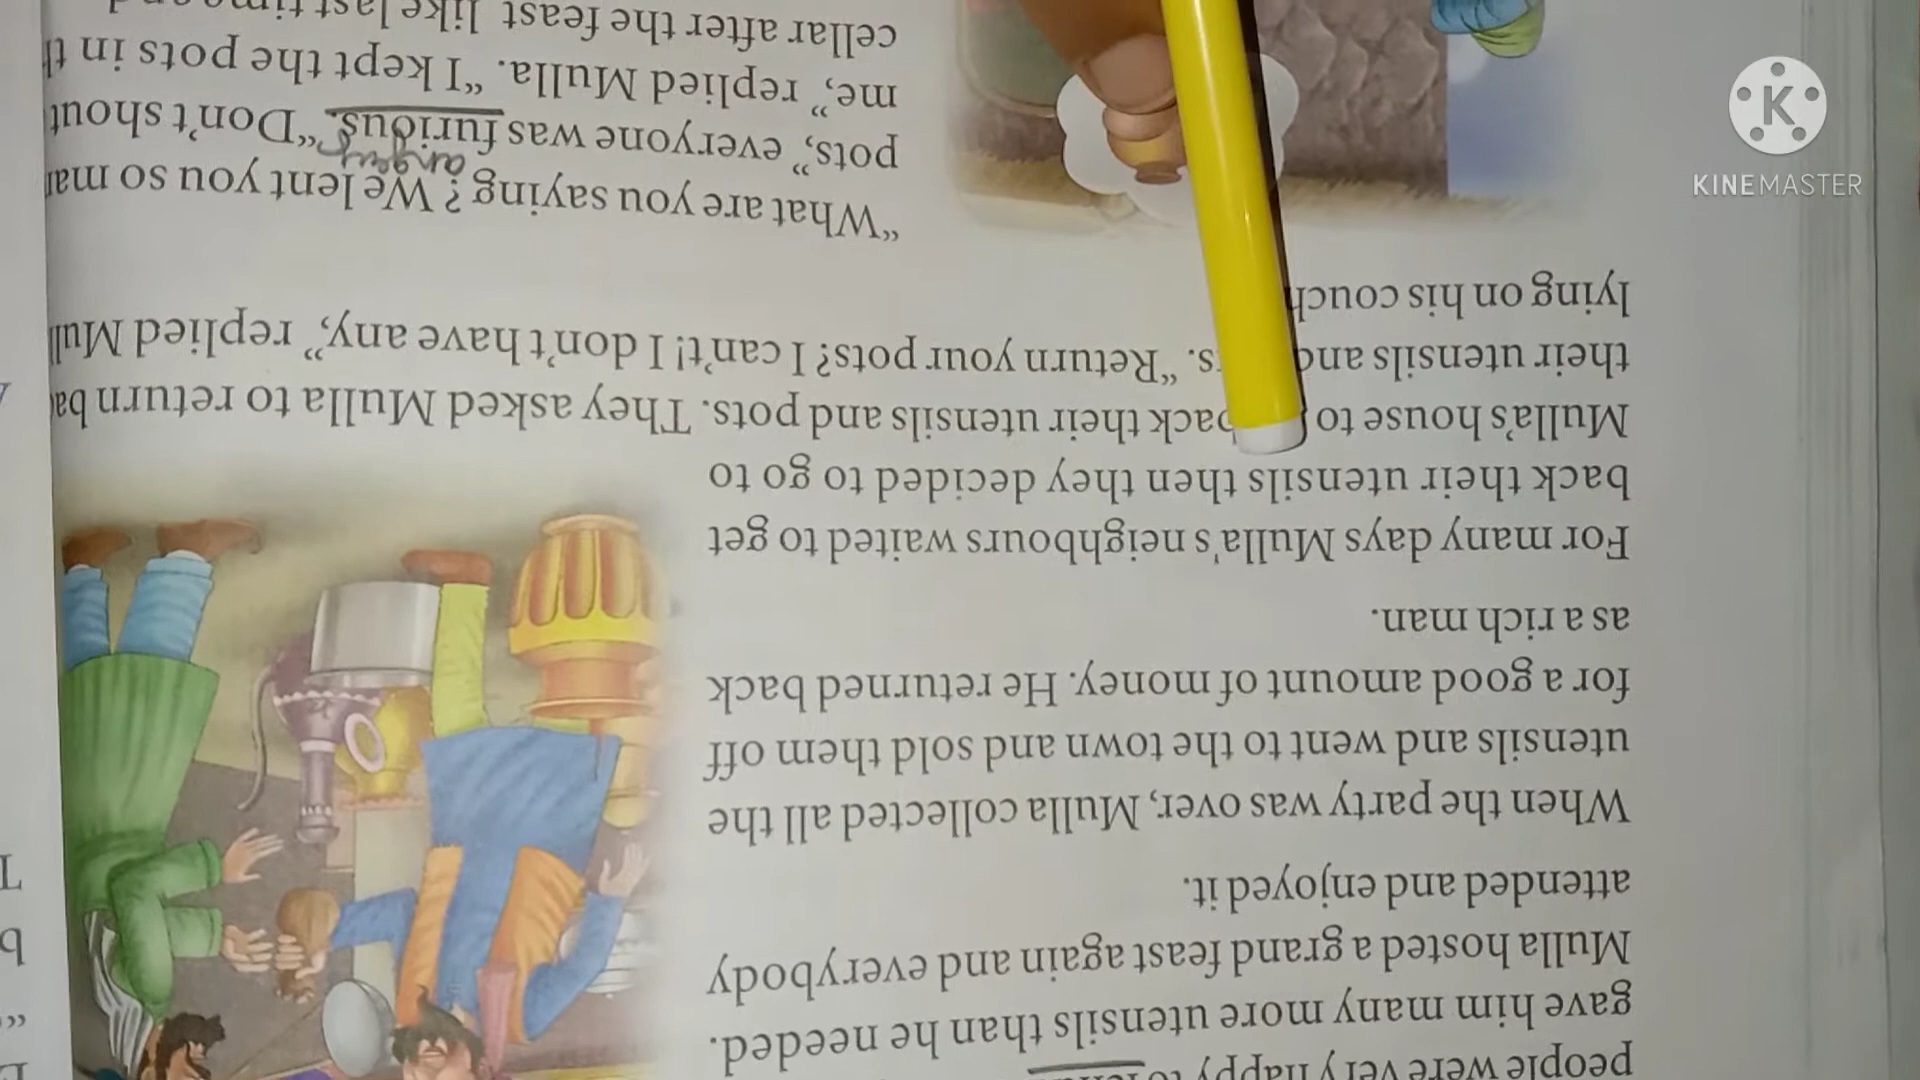 people were very happy to
gave him many more utensils than he needed.
Mulla hosted a grand feast again and everybody
attended and enjoyed it.
When the party was over, Mulla collected all the
utensils and went to the town and sold them off
for a good amount of money. He returned back
as a rich man.
For many days Mulla's neighbours waited to get
back their utensils then they decided to go to
Mulla's house to back their utensils and pots. They asked Mulla to return
their utensils and "Return your pots? I can't! I don't have any," replied
lying on his couch
"What are you saying? We lent you so
anger
pots," everyone was furious. "Don't shout
me," replied Mulla. "I kept the pots in
cellar after the feast like last time
KINEMASTER